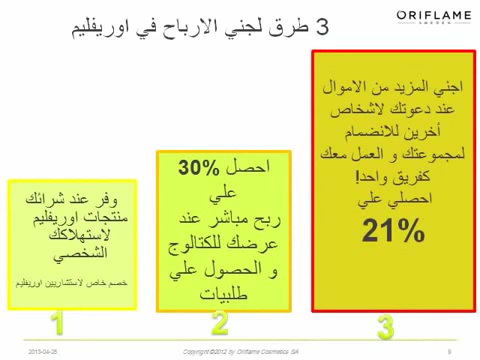 3 طرق لجني الارباح في اوريفليم
ORIFLAME
SWEDEN
اجني المزيد من الاموال
عند دعوتك لاشخاص
أخرين للانضمام
لمجموعتك و العمل معك
كفريق واحد!
احصلي علي
21%
احصل 30%
علي
ربح مباشر عند
عرضك للكتالوج
و الحصول علي
طلبيات
وفر عند شرائك
منتجات اوريفليم
لاستهلاكك
الشخصي
خصم خاص لاستشاريين اوريفليم
1
2
3
2013-04-25
Copyright ©2012 by Oriflame Cosmetics SA